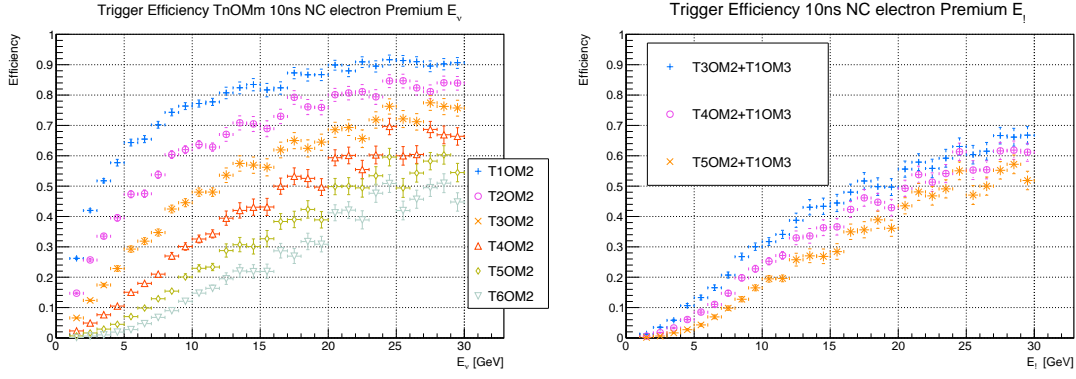 Trigger Efficiency TnOMm 10ns NC electron Premium E_ν
Efficiency
1
0.9
0.8
0.7
0.6
0.5
0.4
0.3
0.2
0.1
0
T1OM2
T2OM2
T3OM2
T4OM2
T5OM2
T6OM2
0 5 10 15 20 25 30
E_ν [GeV]
Trigger Efficiency 10ns NC electron Premium E_!
Efficiency
1
0.9
0.8
0.7
0.6
0.5
0.4
0.3
0.2
0.1
0
T3OM2+T1OM3
T4OM2+T1OM3
T5OM2+T1OM3
0 5 10 15 20 25 30
E_! [GeV]